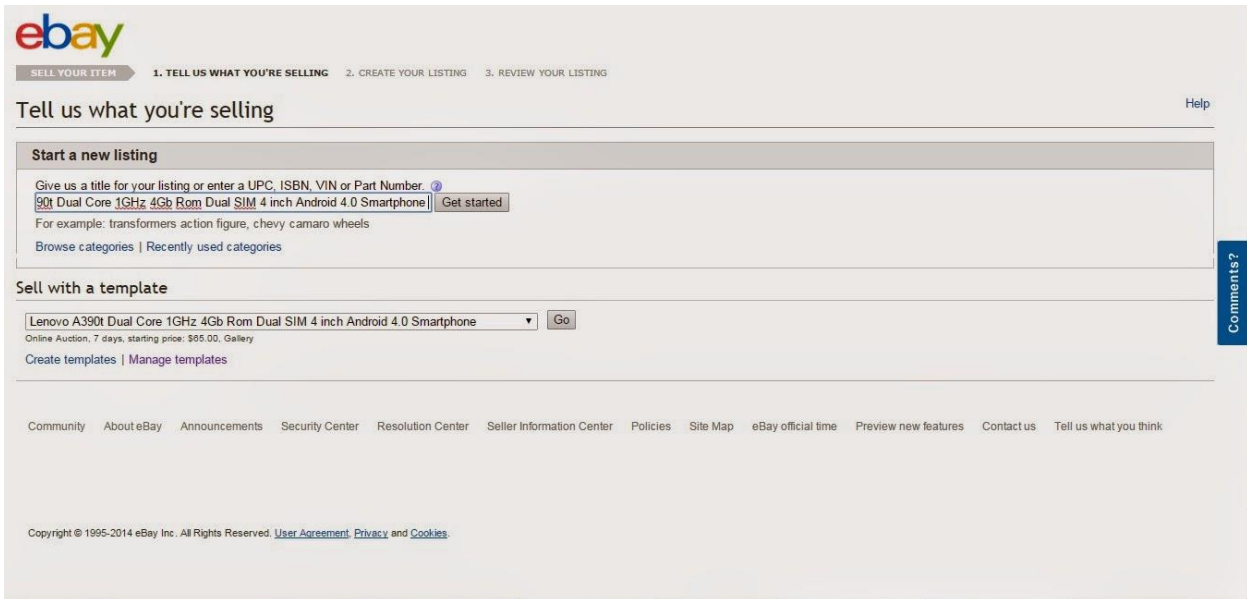 ebay
SELL YOUR ITEM 1. TELL US WHAT YOU'RE SELLING 2. CREATE YOUR LISTING 3. REVIEW YOUR LISTING
Tell us what you're selling
Help
Start a new listing
Give us a title for your listing or enter a UPC, ISBN, VIN or Part Number. ?
90t Dual Core 1GHz 4Gb Rom Dual SIM 4 inch Android 4.0 Smartphone Get started
For example: transformers action figure, chevy camaro wheels
Browse categories | Recently used categories
Comments?
Sell with a template
Lenovo A390t Dual Core 1GHz 4Gb Rom Dual SIM 4 inch Android 4.0 Smartphone Go
Online Auction, 7 days, starting price: $65.00, Gallery
Create templates | Manage templates
Community About eBay Announcements Security Center Resolution Center Seller Information Center Policies Site Map eBay official time Preview new features Contact us Tell us what you think
Copyright © 1995-2014 eBay Inc. All Rights Reserved. User Agreement, Privacy and Cookies.